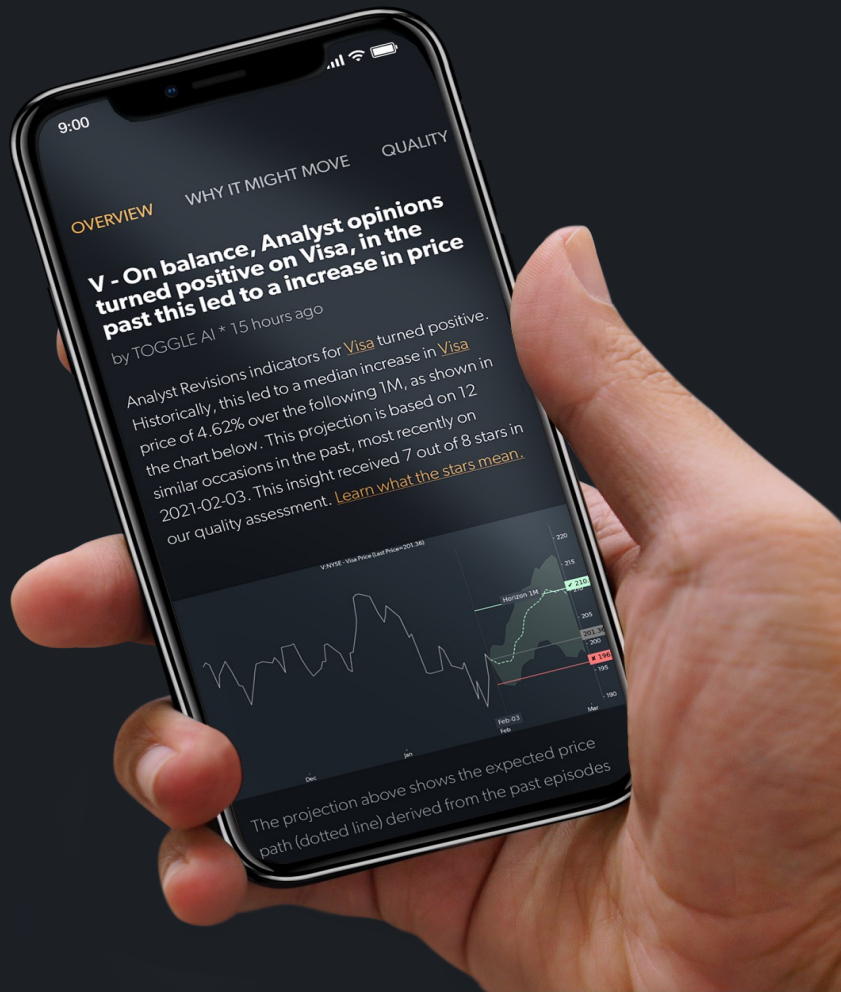 9:00
OVERVIEW WHY IT MIGHT MOVE QUALITY
V - On balance, Analyst opinions
turned positive on Visa, in the
past this led to a increase in price
by TOGGLE AI * 15 hours ago
Analyst Revisions indicators for Visa turned positive.
Historically, this led to a median increase in Visa
price of 4.62% over the following 1M, as shown in
the chart below. This projection is based on 12
similar occasions in the past, most recently on
2021-02-03. This insight received 7 out of 8 stars in
our quality assessment. Learn what the stars mean.
V:NYSE - Visa Price (Last Price=201.36)
220
215
Horizon 1M
✔ 210
205
201.36
200
✖ 196
195
190
Feb-03
Dec Jan Feb Mar
The projection above shows the expected price
path (dotted line) derived from the past episodes